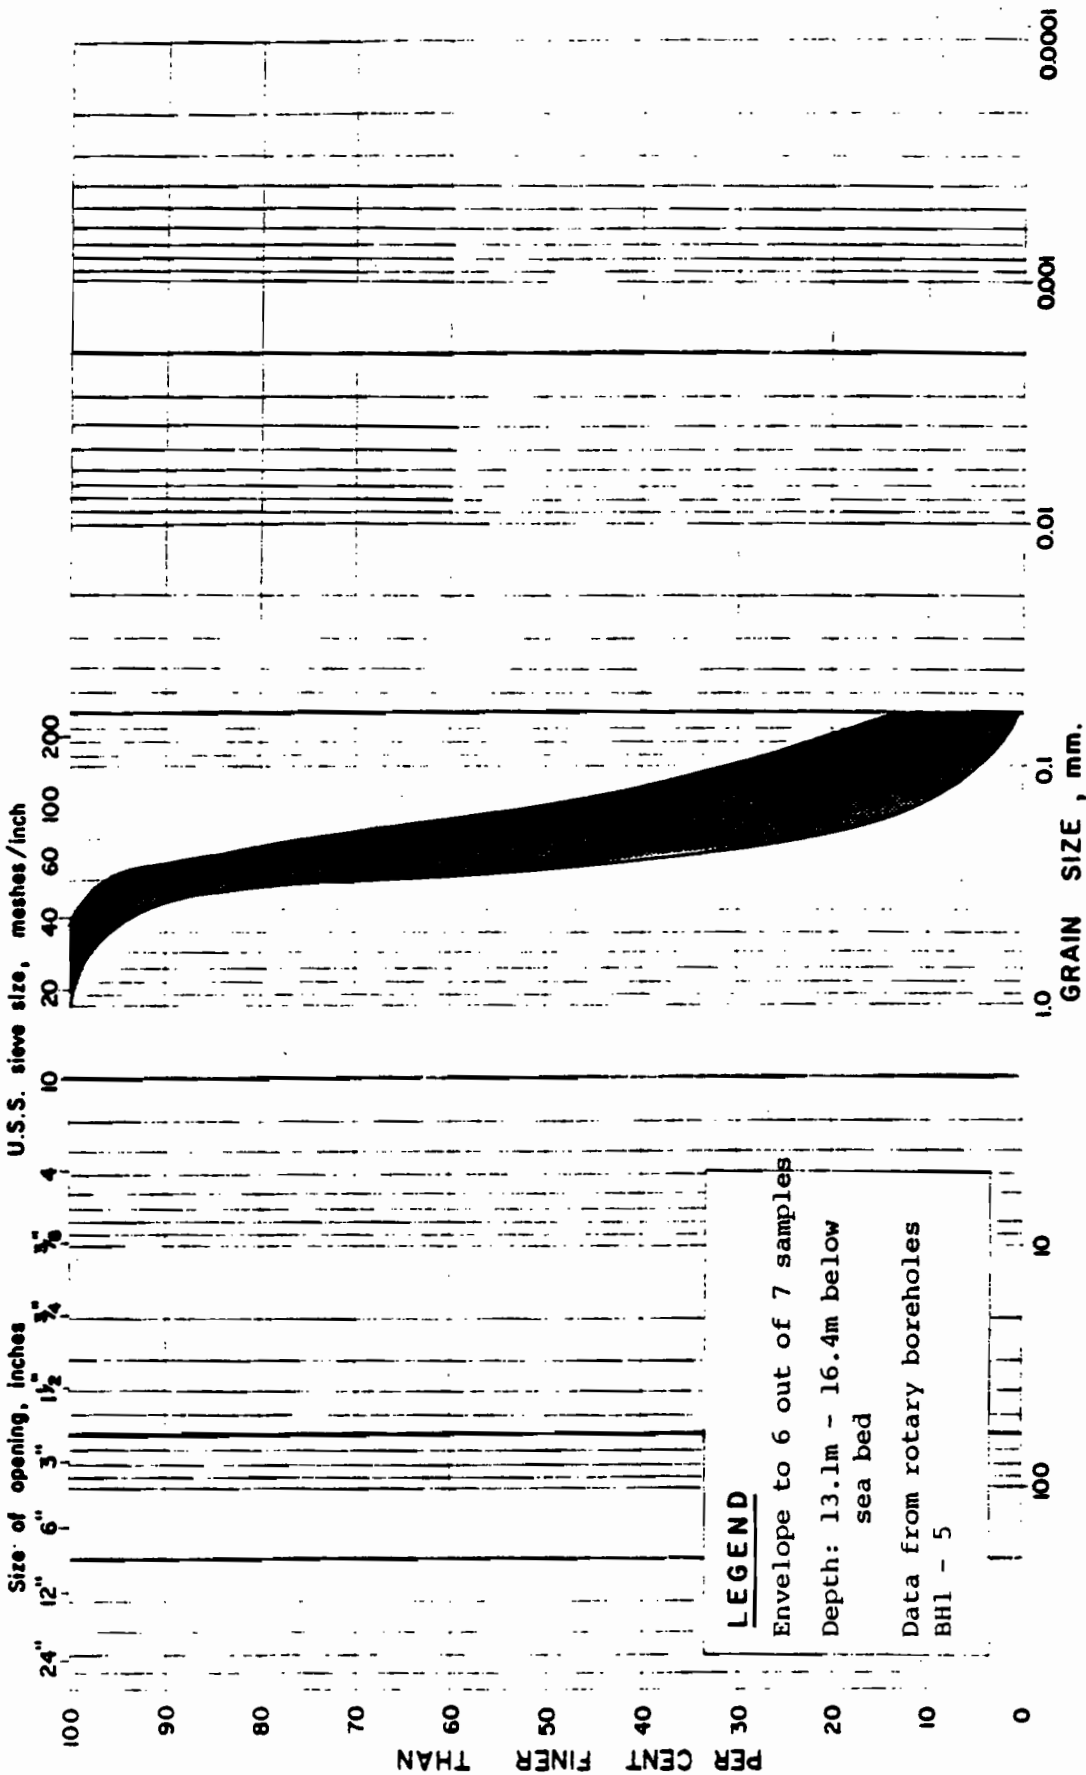 Size of opening, inches
U.S.S. sieve size, meshes/inch
24" 12" 6" 3" 1½" ¾" ⅜" 4 10 20 40 60 100 200
PER CENT FINER THAN
100
90
80
70
60
50
40
30
20
10
0
LEGEND
Envelope to 6 out of 7 samples
Depth: 13.1m - 16.4m below
sea bed
Data from rotary boreholes
BH1 - 5
100 10 1.0 0.1 0.01 0.001 0.0001
GRAIN SIZE, mm.